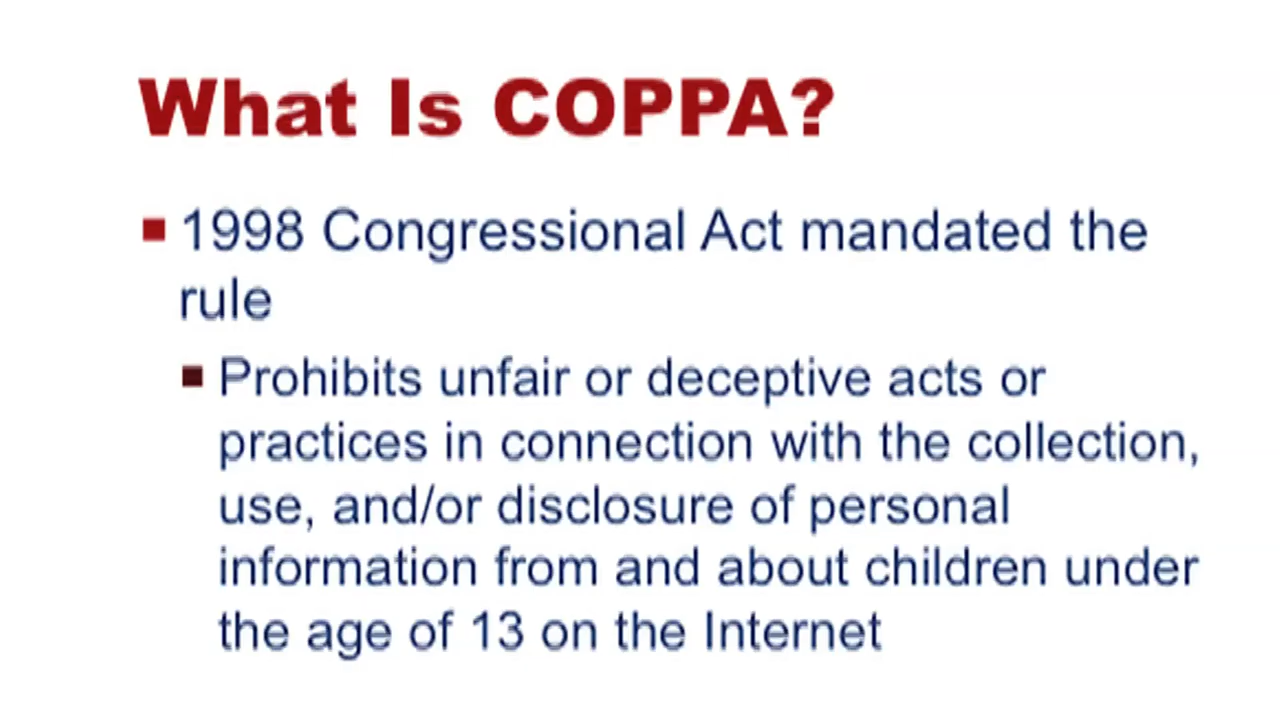 What Is COPPA?
1998 Congressional Act mandated the
rule
Prohibits unfair or deceptive acts or
practices in connection with the collection,
use, and/or disclosure of personal
information from and about children under
the age of 13 on the Internet